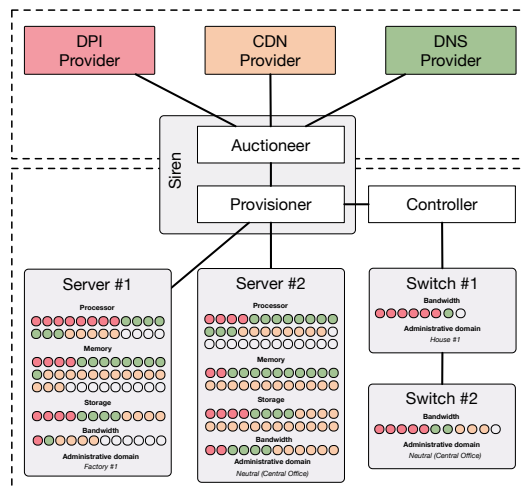 DPI
Provider
CDN
Provider
DNS
Provider
Siren
Auctioneer
Provisioner
Controller
Server #1
Processor
Memory
Storage
Bandwidth
Administrative domain
Factory #1
Server #2
Processor
Memory
Storage
Bandwidth
Administrative domain
Neutral (Central Office)
Switch #1
Bandwidth
Administrative domain
House #1
Switch #2
Bandwidth
Administrative domain
Neutral (Central Office)